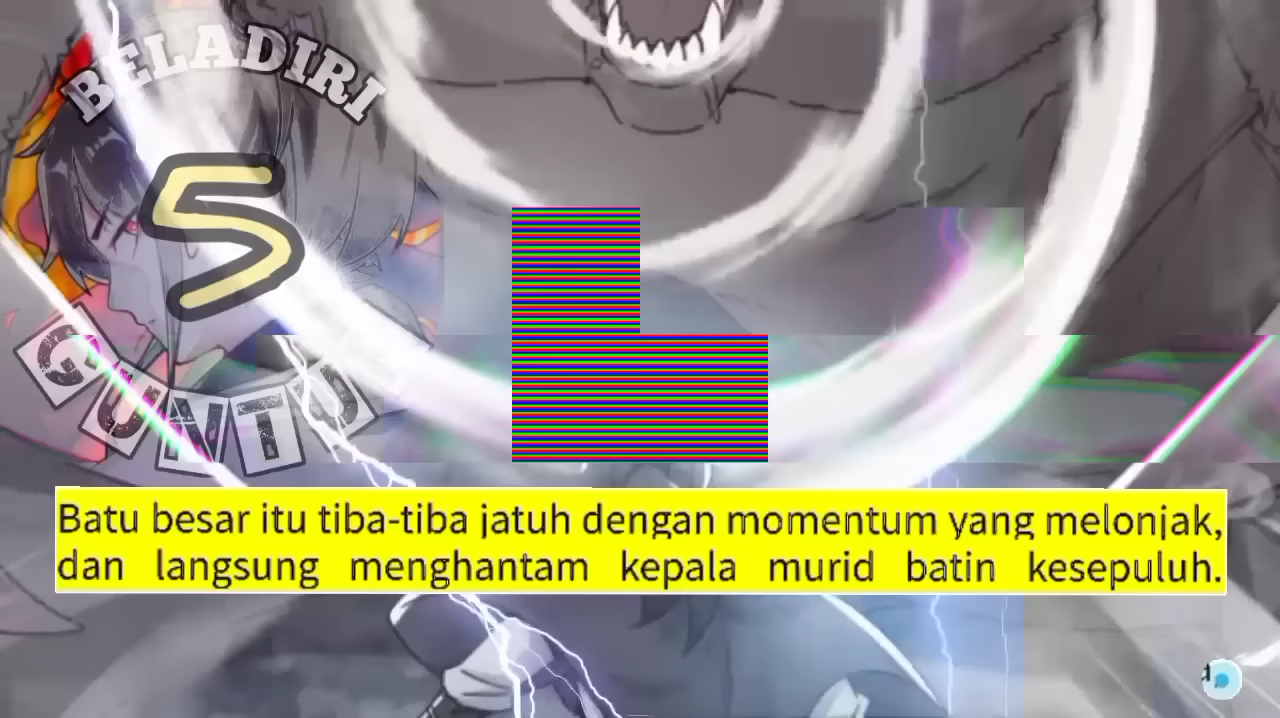 BELADIRI
5
GUNTU
Batu besar itu tiba-tiba jatuh dengan momentum yang melonjak,
dan langsung menghantam kepala murid batin kesepuluh.